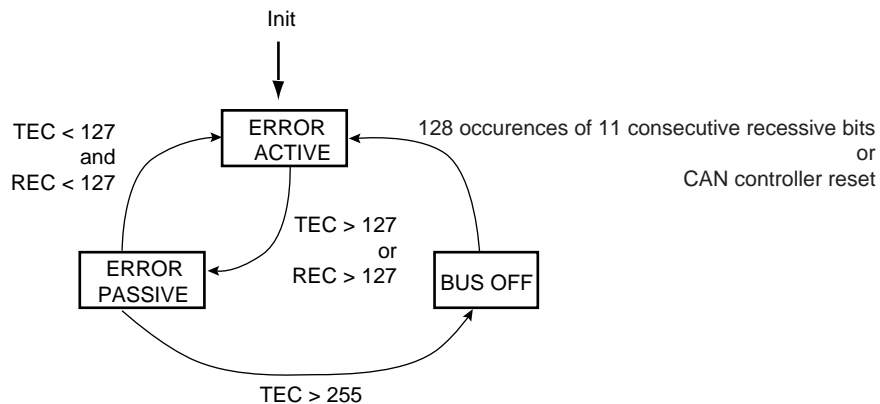 Init
TEC < 127
and
REC < 127
ERROR
ACTIVE
128 occurences of 11 consecutive recessive bits
or
CAN controller reset
TEC > 127
or
REC > 127
ERROR
PASSIVE
BUS OFF
TEC > 255